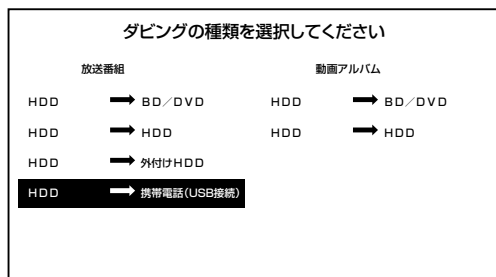 ダビングの種類を選択してください
放送番組 動画アルバム
HDD ➡ BD／DVD HDD ➡ BD／DVD
HDD ➡ HDD HDD ➡ HDD
HDD ➡ 外付けHDD
HDD ➡ 携帯電話(USB接続)